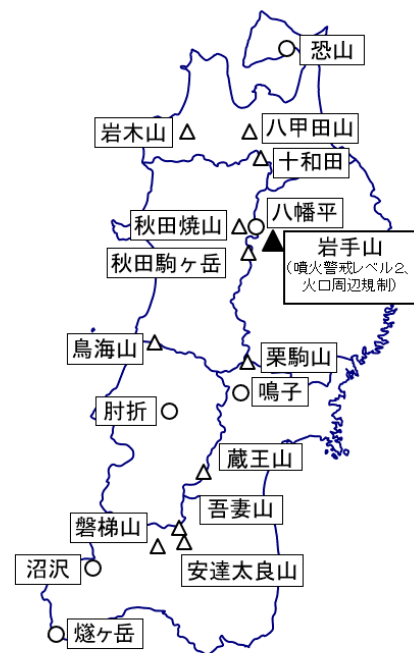 恐山
岩木山
八甲田山
十和田
八幡平
秋田焼山
岩手山
(噴火警戒レベル2、
火口周辺規制)
秋田駒ヶ岳
鳥海山
栗駒山
鳴子
肘折
蔵王山
吾妻山
磐梯山
安達太良山
沼沢
燧ヶ岳